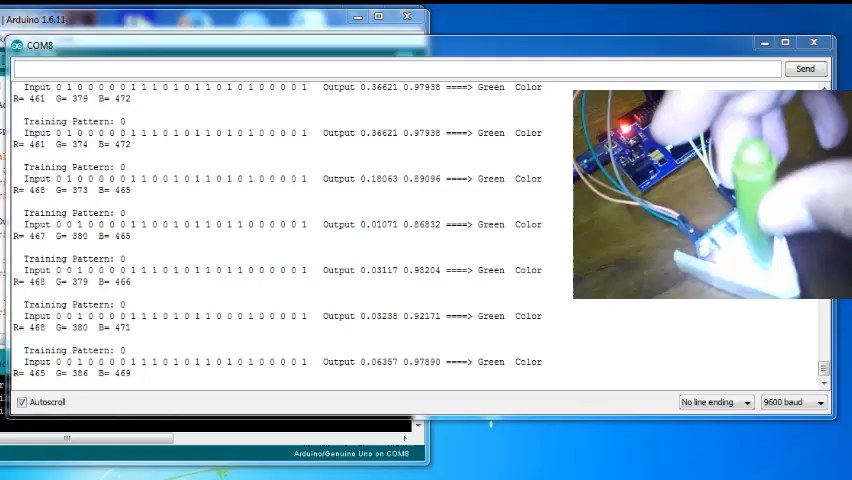 | Arduino 1.6.11
COM8
Send
Input 0 1 0 0 0 0 0 1 1 1 0 1 0 1 0 1 1 0 1 0 0 0 0 1 Output 0.36621 0.97938 ====> Green Color
R= 461 G= 379 B= 472
Training Pattern: 0
Input 0 1 0 0 0 0 0 1 1 1 0 1 0 1 0 1 1 0 1 0 0 0 0 1 Output 0.36621 0.97938 ====> Green Color
R= 461 G= 374 B= 472
Training Pattern: 0
Input 0 0 1 0 0 0 0 1 1 1 0 1 0 1 0 1 1 0 1 0 0 0 0 1 Output 0.18063 0.89096 ====> Green Color
R= 468 G= 373 B= 465
Training Pattern: 0
Input 0 0 1 0 0 0 0 1 1 1 0 1 0 1 0 1 0 0 1 0 0 0 0 1 Output 0.01071 0.86832 ====> Green Color
R= 467 G= 380 B= 465
Training Pattern: 0
Input 0 0 1 0 0 0 0 1 1 1 0 1 0 1 0 1 0 0 1 0 0 0 0 1 Output 0.03117 0.98204 ====> Green Color
R= 468 G= 379 B= 466
Training Pattern: 0
Input 0 0 1 0 0 0 0 1 1 1 0 1 0 1 1 0 0 0 1 0 0 0 0 1 Output 0.03238 0.92171 ====> Green Color
R= 468 G= 380 B= 471
Training Pattern: 0
Input 0 0 1 0 0 0 0 1 1 1 0 1 0 1 0 1 0 0 1 0 0 0 0 1 Output 0.06357 0.97890 ====> Green Color
R= 465 G= 386 B= 469
Autoscroll
No line ending
9600 baud
Arduino/Genuino Uno on COM8